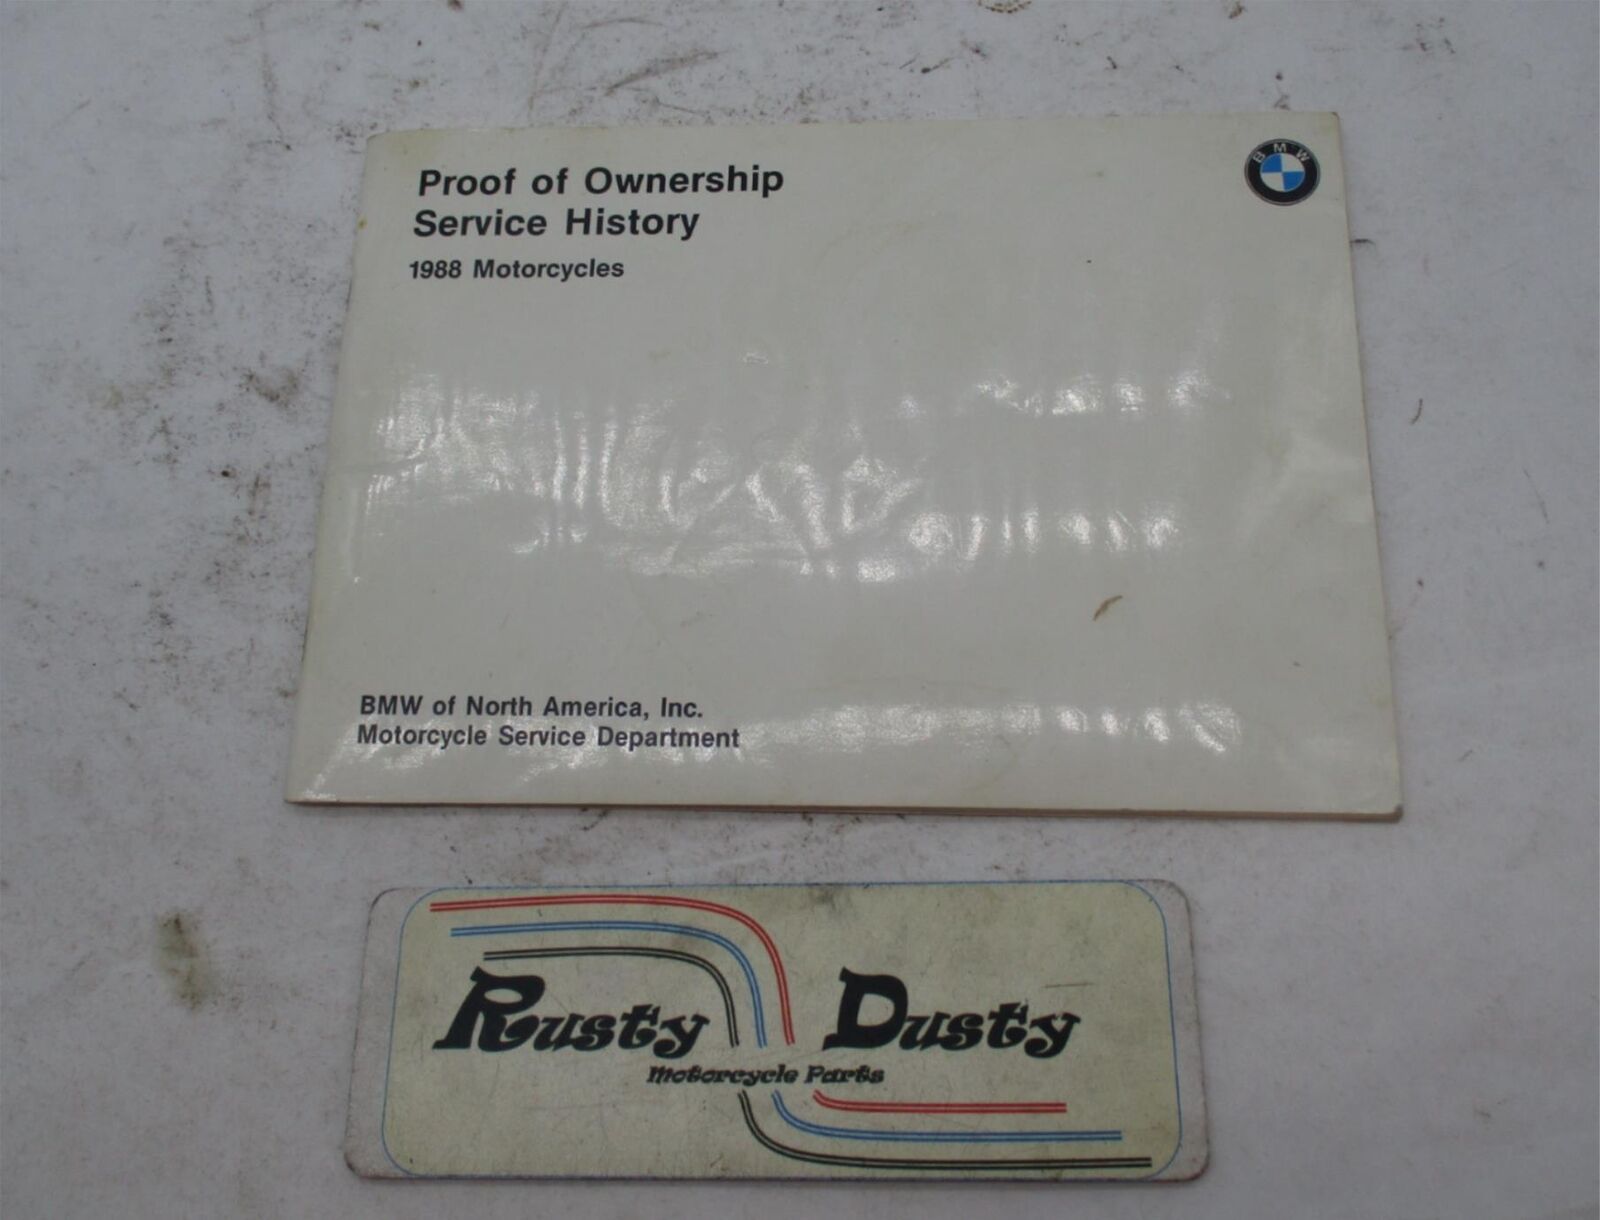 Proof of Ownership
Service History
1988 Motorcycles
BMW
BMW of North America, Inc.
Motorcycle Service Department
Rusty Dusty
Motorcycle Parts